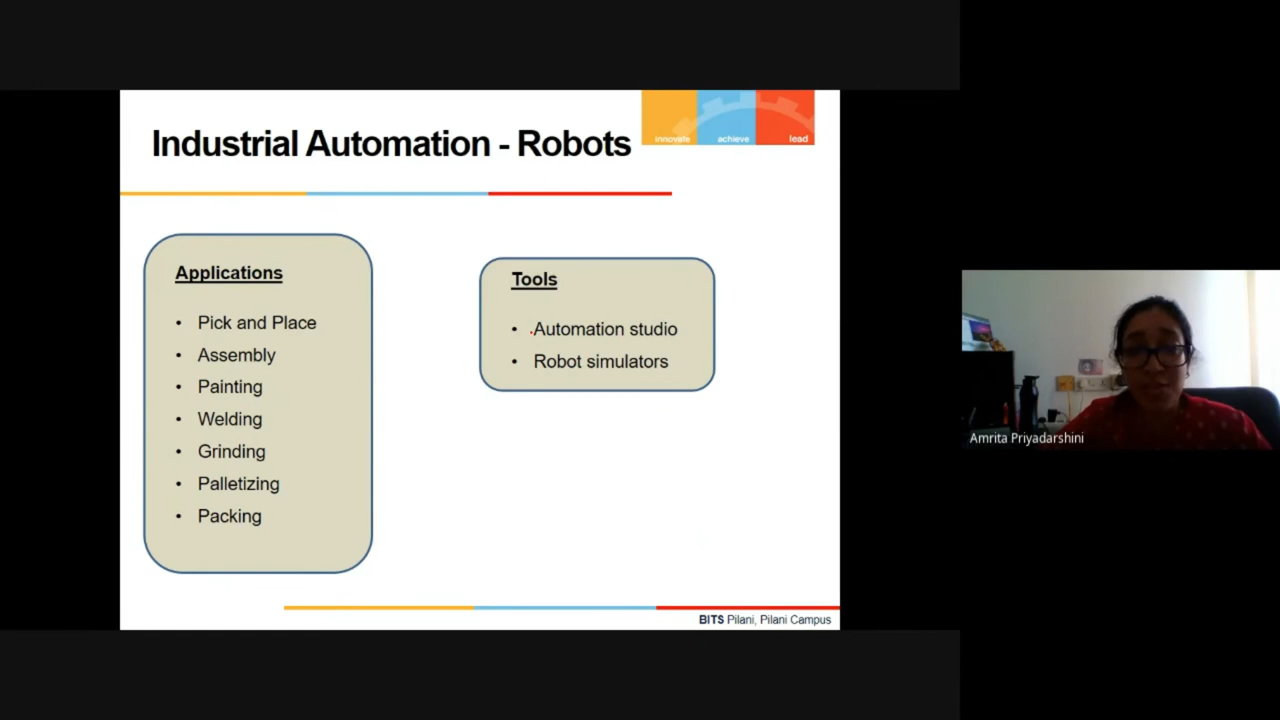 Industrial Automation - Robots
innovate achieve lead
Applications
• Pick and Place
• Assembly
• Painting
• Welding
• Grinding
• Palletizing
• Packing
Tools
• Automation studio
• Robot simulators
BITS Pilani, Pilani Campus
Amrita Priyadarshini